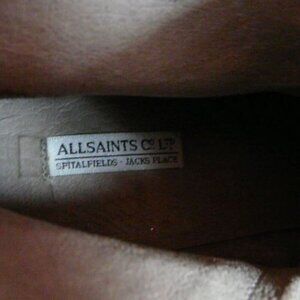 ALLSAINTS Cº LTD
SPITALFIELDS - JACKS PLACE